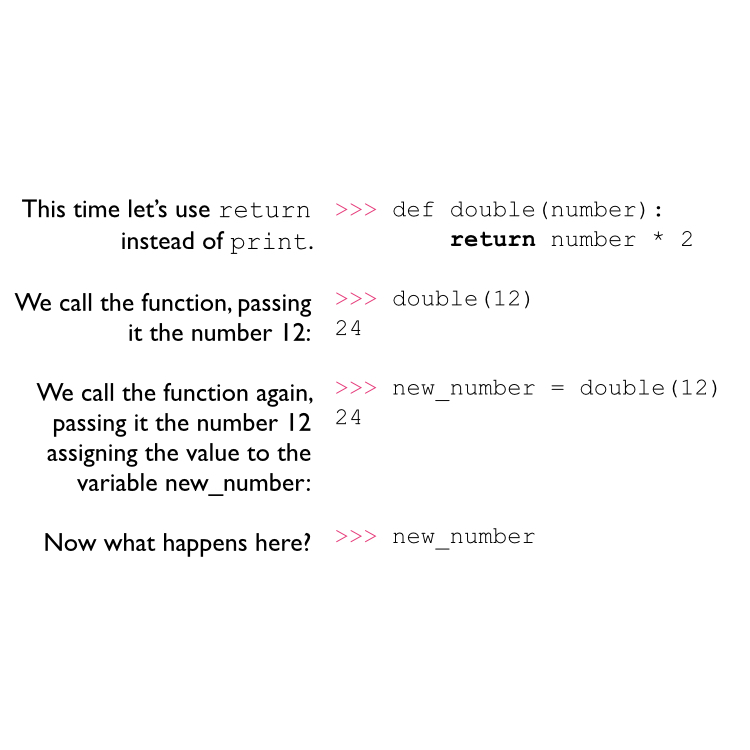 This time let's use return >>> def double(number):
instead of print. return number * 2
We call the function, passing >>> double(12)
it the number 12: 24
We call the function again, >>> new_number = double(12)
passing it the number 12 24
assigning the value to the
variable new_number:
Now what happens here? >>> new_number